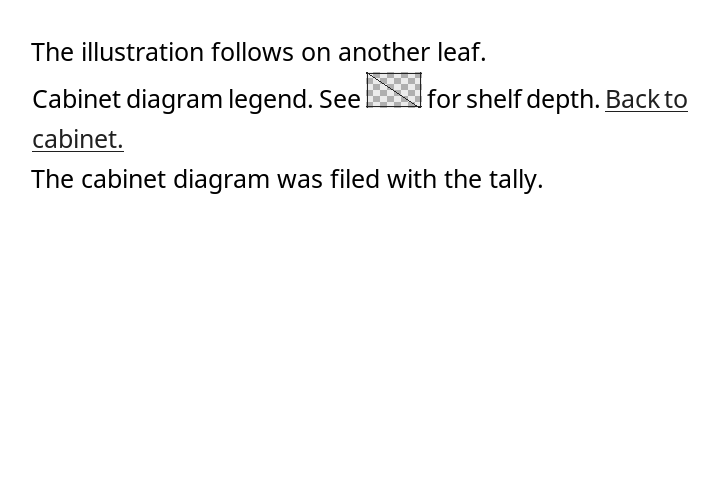 The illustration follows on another leaf.
Cabinet diagram legend. See for shelf depth. Back to
cabinet.
The cabinet diagram was filed with the tally.